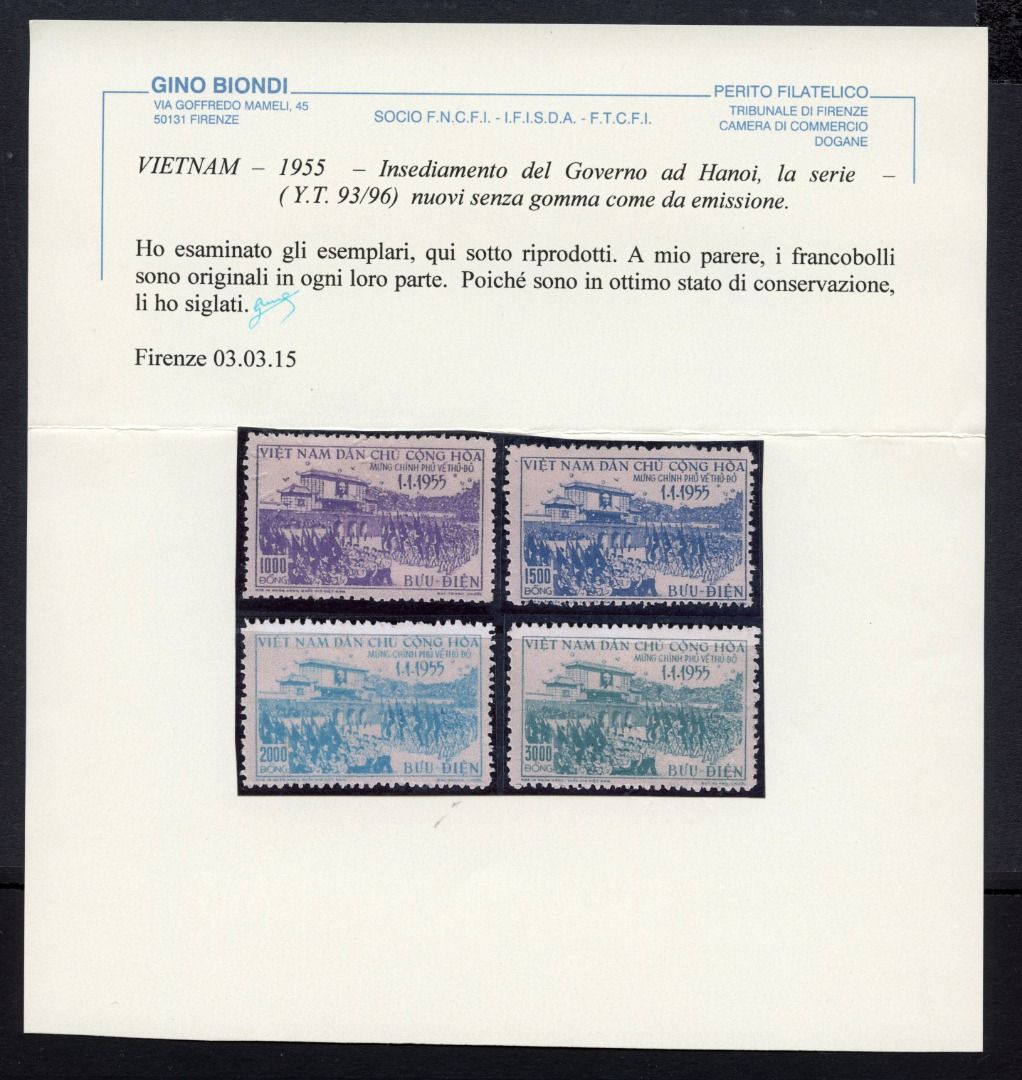 GINO BIONDI
VIA GOFFREDO MAMELI, 45
50131 FIRENZE
SOCIO F.N.C.F.I. - I.F.I.S.D.A. - F.T.C.F.I.
PERITO FILATELICO
TRIBUNALE DI FIRENZE
CAMERA DI COMMERCIO
DOGANE
VIETNAM – 1955 – Insediamento del Governo ad Hanoi, la serie –
( Y.T. 93/96) nuovi senza gomma come da emissione.
Ho esaminato gli esemplari, qui sotto riprodotti. A mio parere, i francobolli
sono originali in ogni loro parte. Poiché sono in ottimo stato di conservazione,
li ho siglati.
Firenze 03.03.15
VIỆT NAM DÂN CHỦ CỘNG HÒA
MỪNG CHÍNH PHỦ VỀ THỦ-ĐÔ
1.1.1955
1000
ĐỒNG
BƯU-ĐIỆN
VIỆT NAM DÂN CHỦ CỘNG HÒA
MỪNG CHÍNH PHỦ VỀ THỦ-ĐÔ
1.1.1955
1500
ĐỒNG
BƯU-ĐIỆN
VIỆT NAM DÂN CHỦ CỘNG HÒA
MỪNG CHÍNH PHỦ VỀ THỦ-ĐÔ
1.1.1955
2000
ĐỒNG
BƯU-ĐIỆN
VIỆT NAM DÂN CHỦ CỘNG HÒA
MỪNG CHÍNH PHỦ VỀ THỦ-ĐÔ
1.1.1955
3000
ĐỒNG
BƯU-ĐIỆN